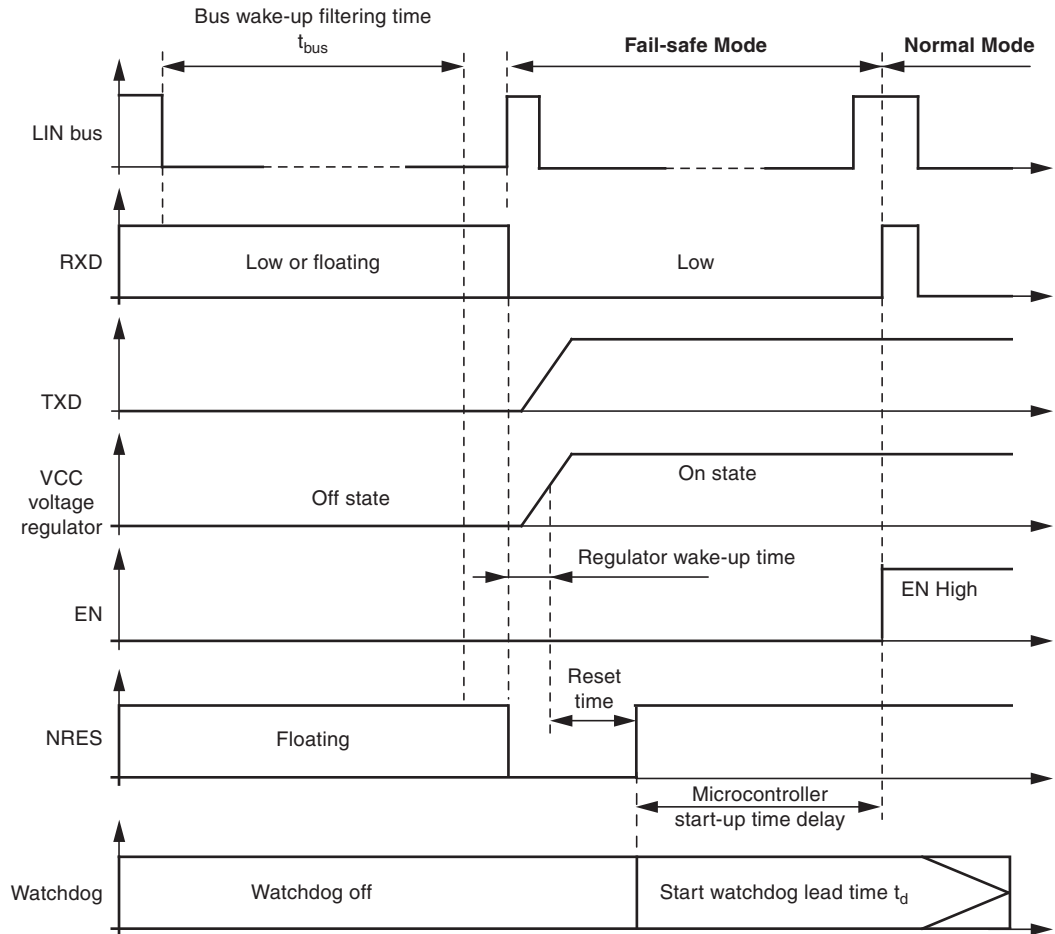 Bus wake-up filtering time
tbus
Fail-safe Mode
Normal Mode
LIN bus
RXD
Low or floating
Low
TXD
VCC
voltage
regulator
Off state
On state
Regulator wake-up time
EN
EN High
Reset
time
NRES
Floating
Microcontroller
start-up time delay
Watchdog
Watchdog off
Start watchdog lead time td